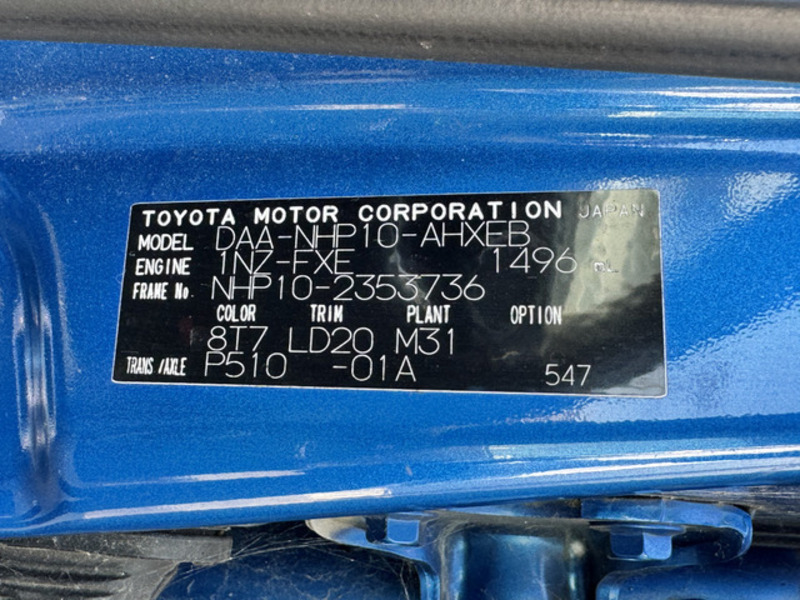 TOYOTA MOTOR CORPORATION JAPAN
MODEL DAA-NHP10-AHXEB
ENGINE 1NZ-FXE 1496 mL
FRAME No NHP10-2353736
COLOR TRIM PLANT OPTION
8T7 LD20 M31
TRANS/AXLE P510 -01A 547